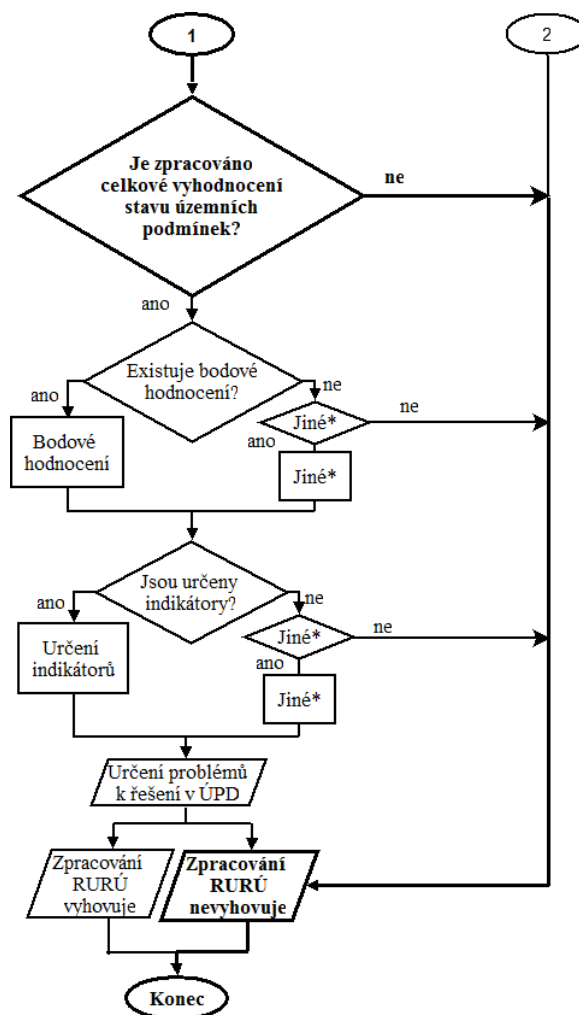 1
2
Je zpracováno
celkové vyhodnocení
stavu územních
podmínek?
ne
ano
Existuje bodové
hodnocení?
ano
ne
Jiné*
ne
Bodové
hodnocení
ano
Jiné*
Jsou určeny
indikátory?
ano
ne
Jiné*
ne
Určení
indikátorů
ano
Jiné*
Určení problémů
k řešení v ÚPD
Zpracování
RURÚ
vyhovuje
Zpracování
RURÚ
nevyhovuje
Konec